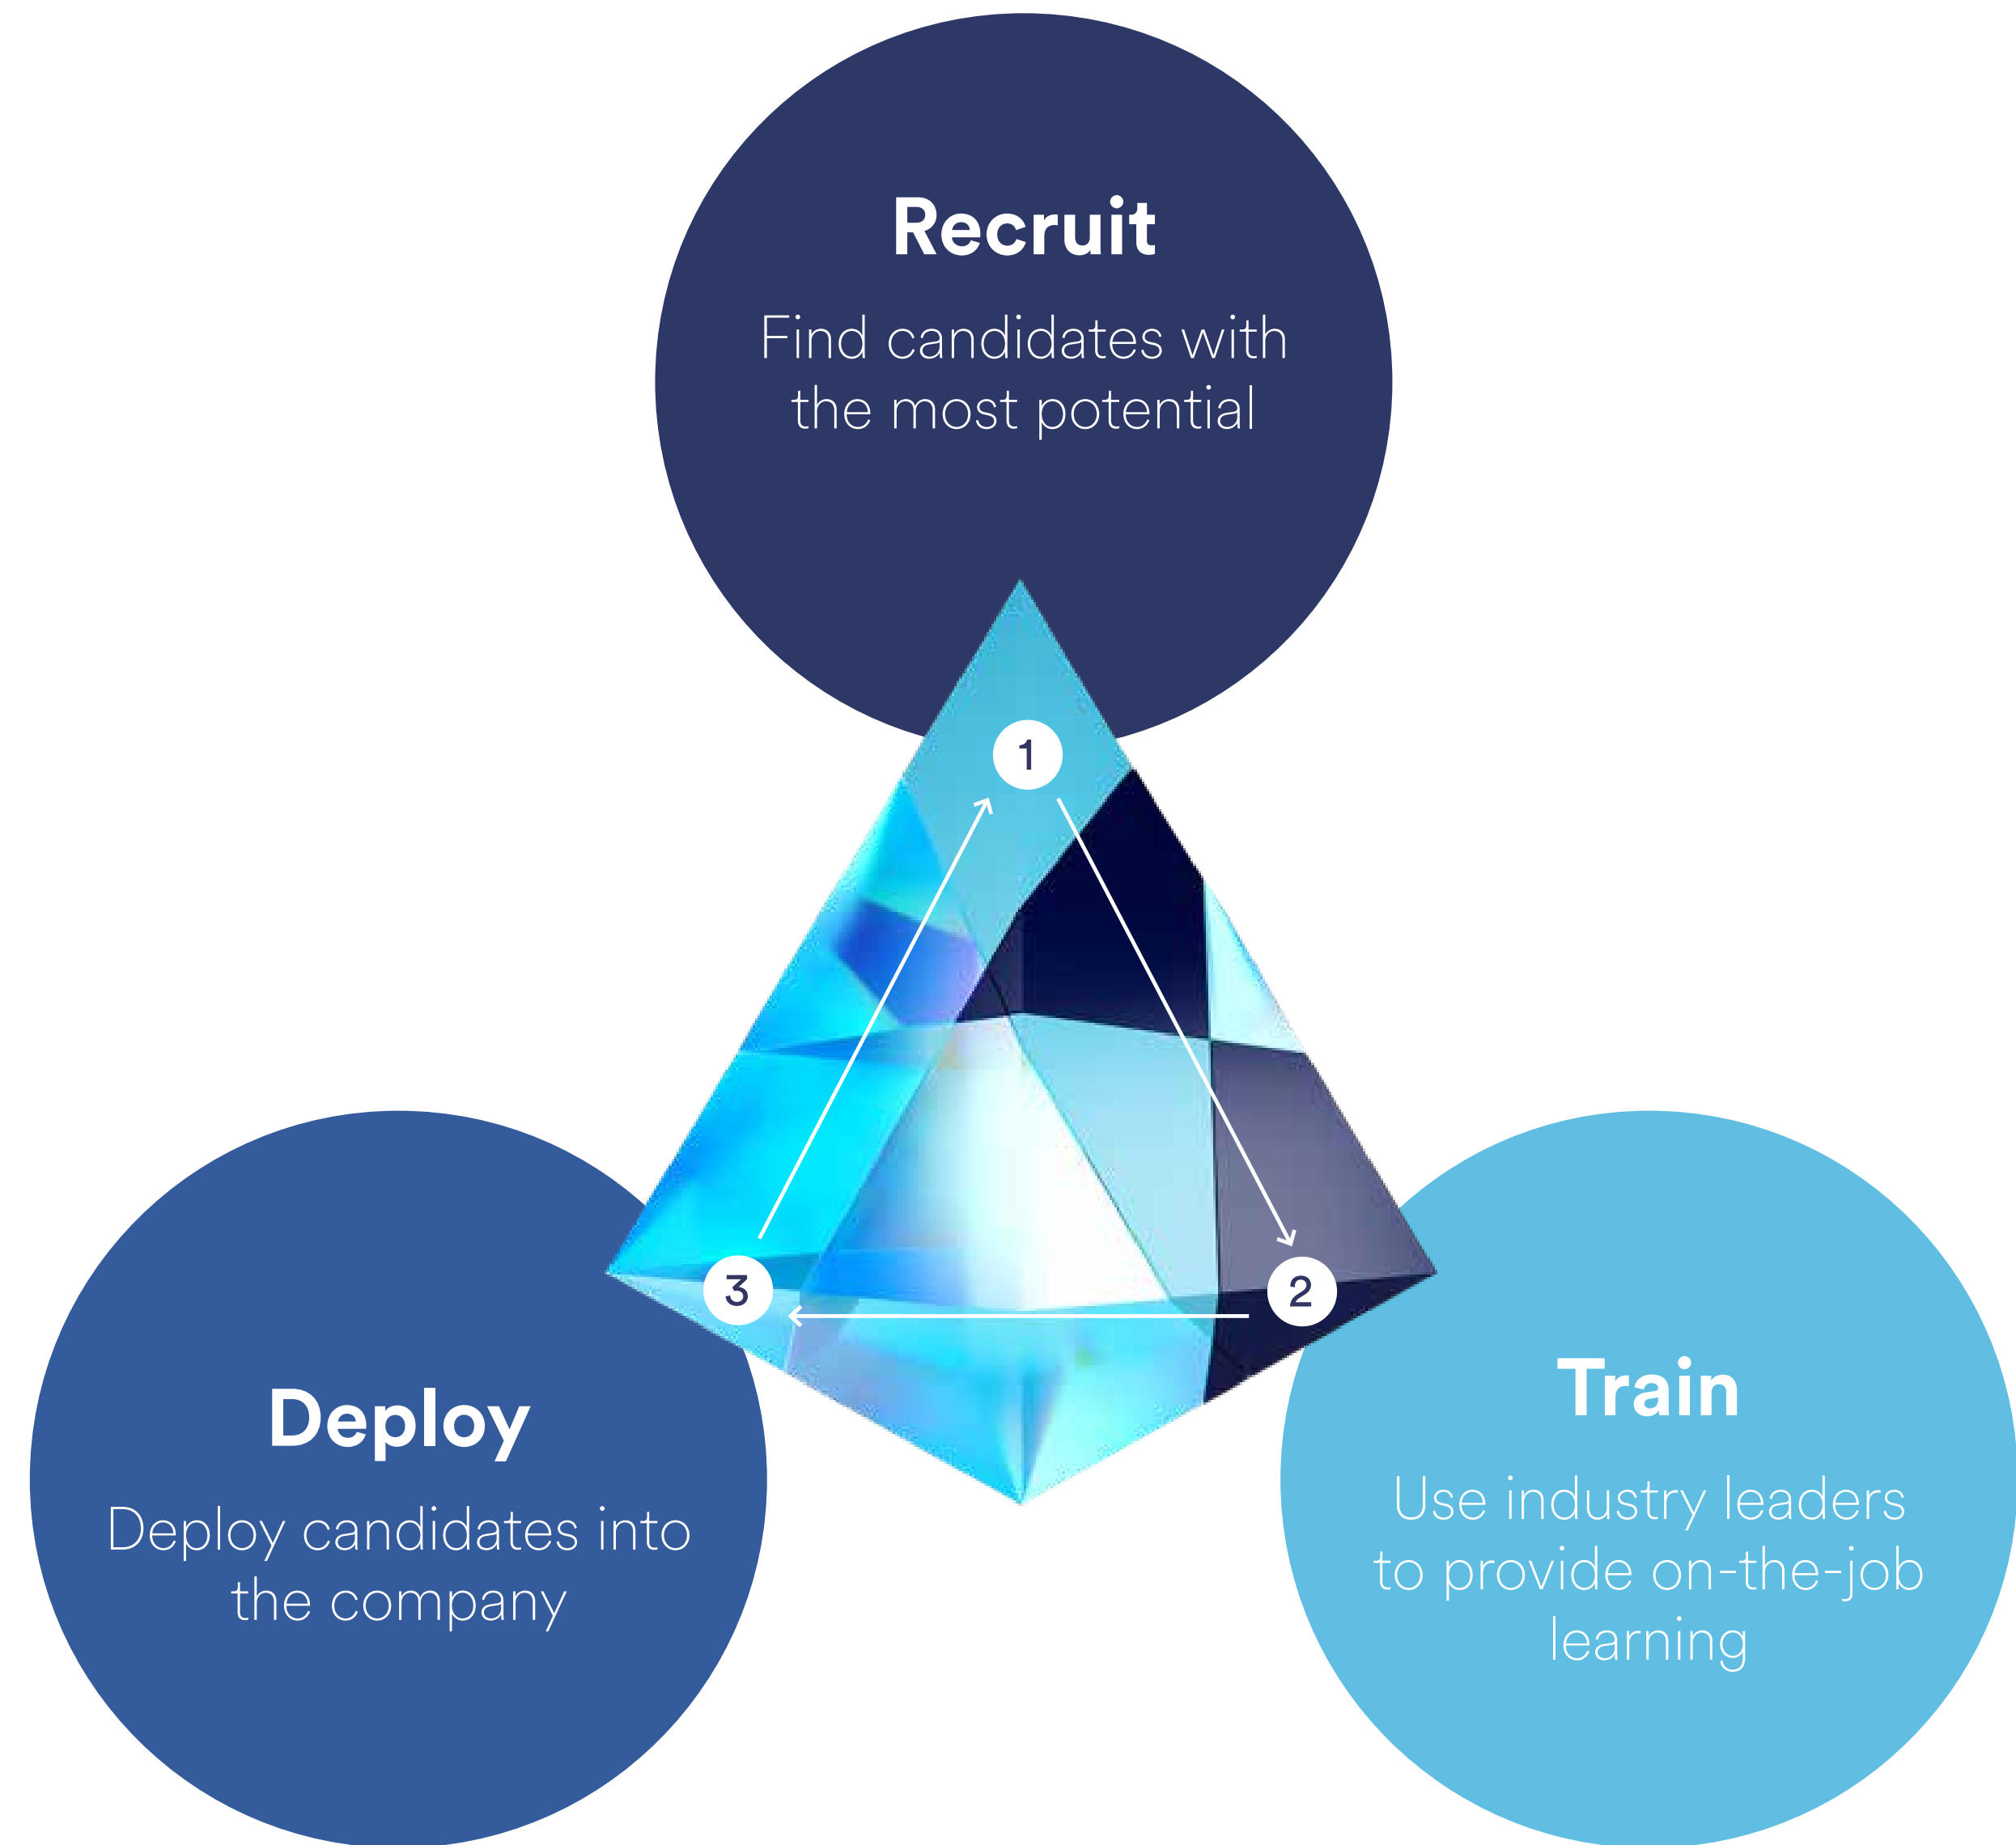 Recruit
Find candidates with
the most potential
1
3
2
Deploy
Deploy candidates into
the company
Train
Use industry leaders
to provide on-the-job
learning